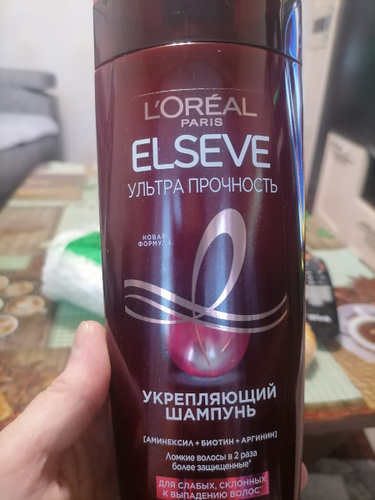 L'ORÉAL
PARIS
ELSEVE
УЛЬТРА ПРОЧНОСТЬ
НОВАЯ
ФОРМУЛА
УКРЕПЛЯЮЩИЙ
ШАМПУНЬ
[АМИНЕКСИЛ + БИОТИН + АРГИНИН]
Ломкие волосы в 2 раза
более защищенные*
ДЛЯ СЛАБЫХ, СКЛОННЫХ
К ВЫПАДЕНИЮ ВОЛОС